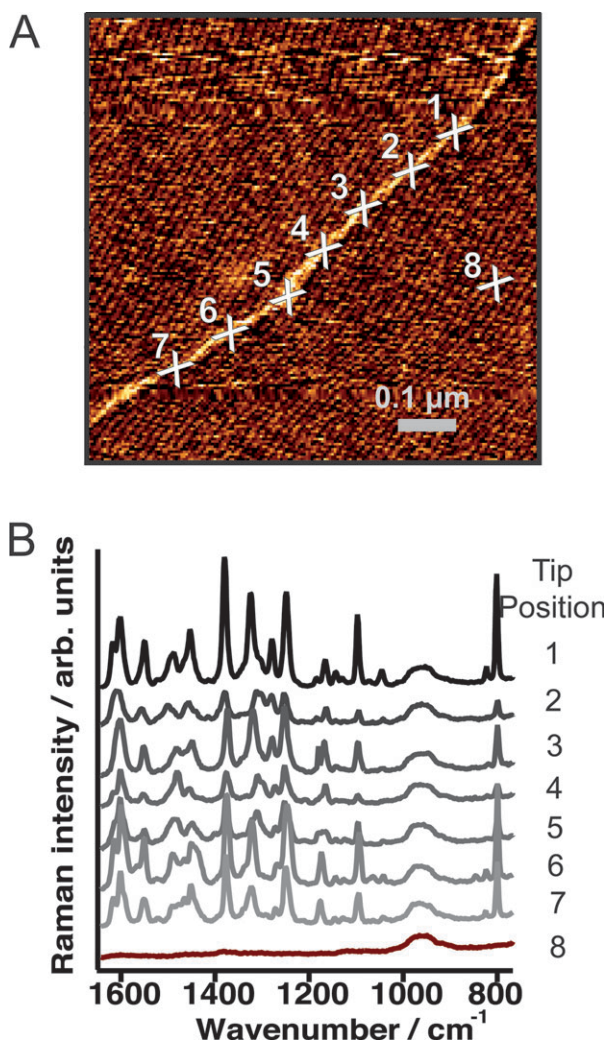 A
1
2
3
4
5
6
7
8
0.1 µm
B
Raman intensity / arb. units
Tip
Position
1
2
3
4
5
6
7
8
1600 1400 1200 1000 800
Wavenumber / cm⁻¹